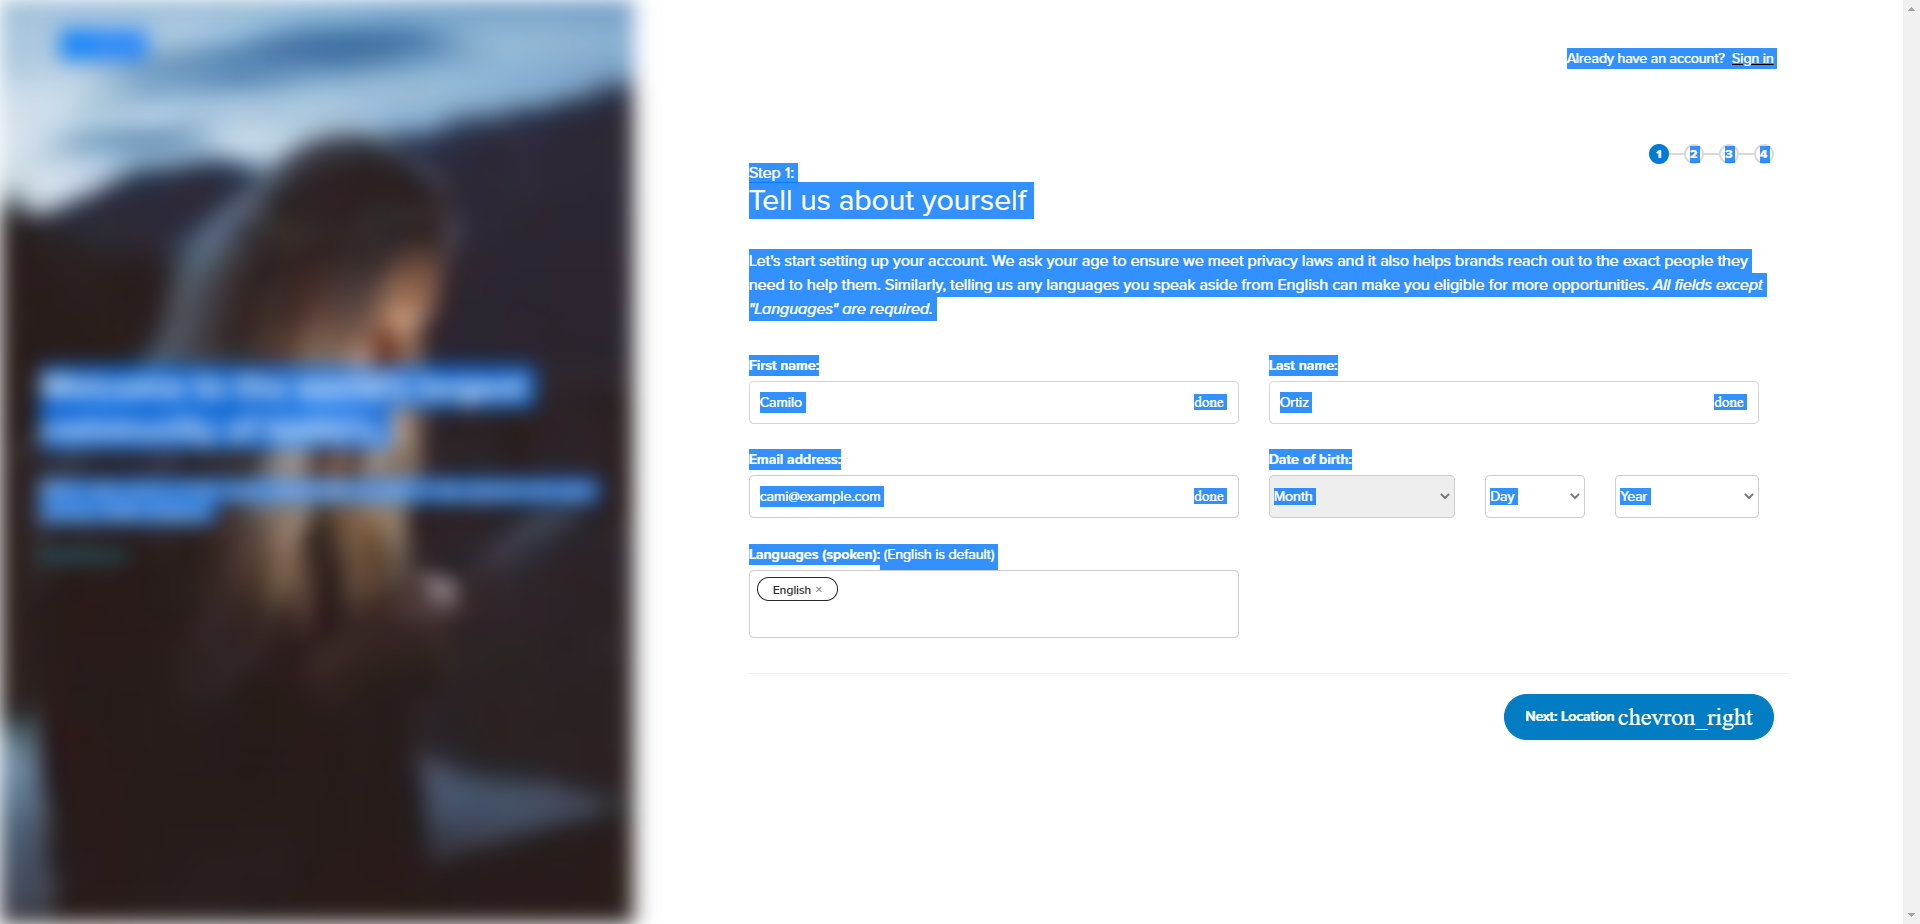 Already have an account? Sign in
1 2 3 4
Step 1:
Tell us about yourself
Let's start setting up your account. We ask your age to ensure we meet privacy laws and it also helps brands reach out to the exact people they
need to help them. Similarly, telling us any languages you speak aside from English can make you eligible for more opportunities. All fields except
"Languages" are required.
First name:
Last name:
Camilo done
Ortiz done
Email address:
Date of birth:
cami@example.com done
Month Day Year
Languages (spoken): (English is default)
English ×
Next: Location chevron_right